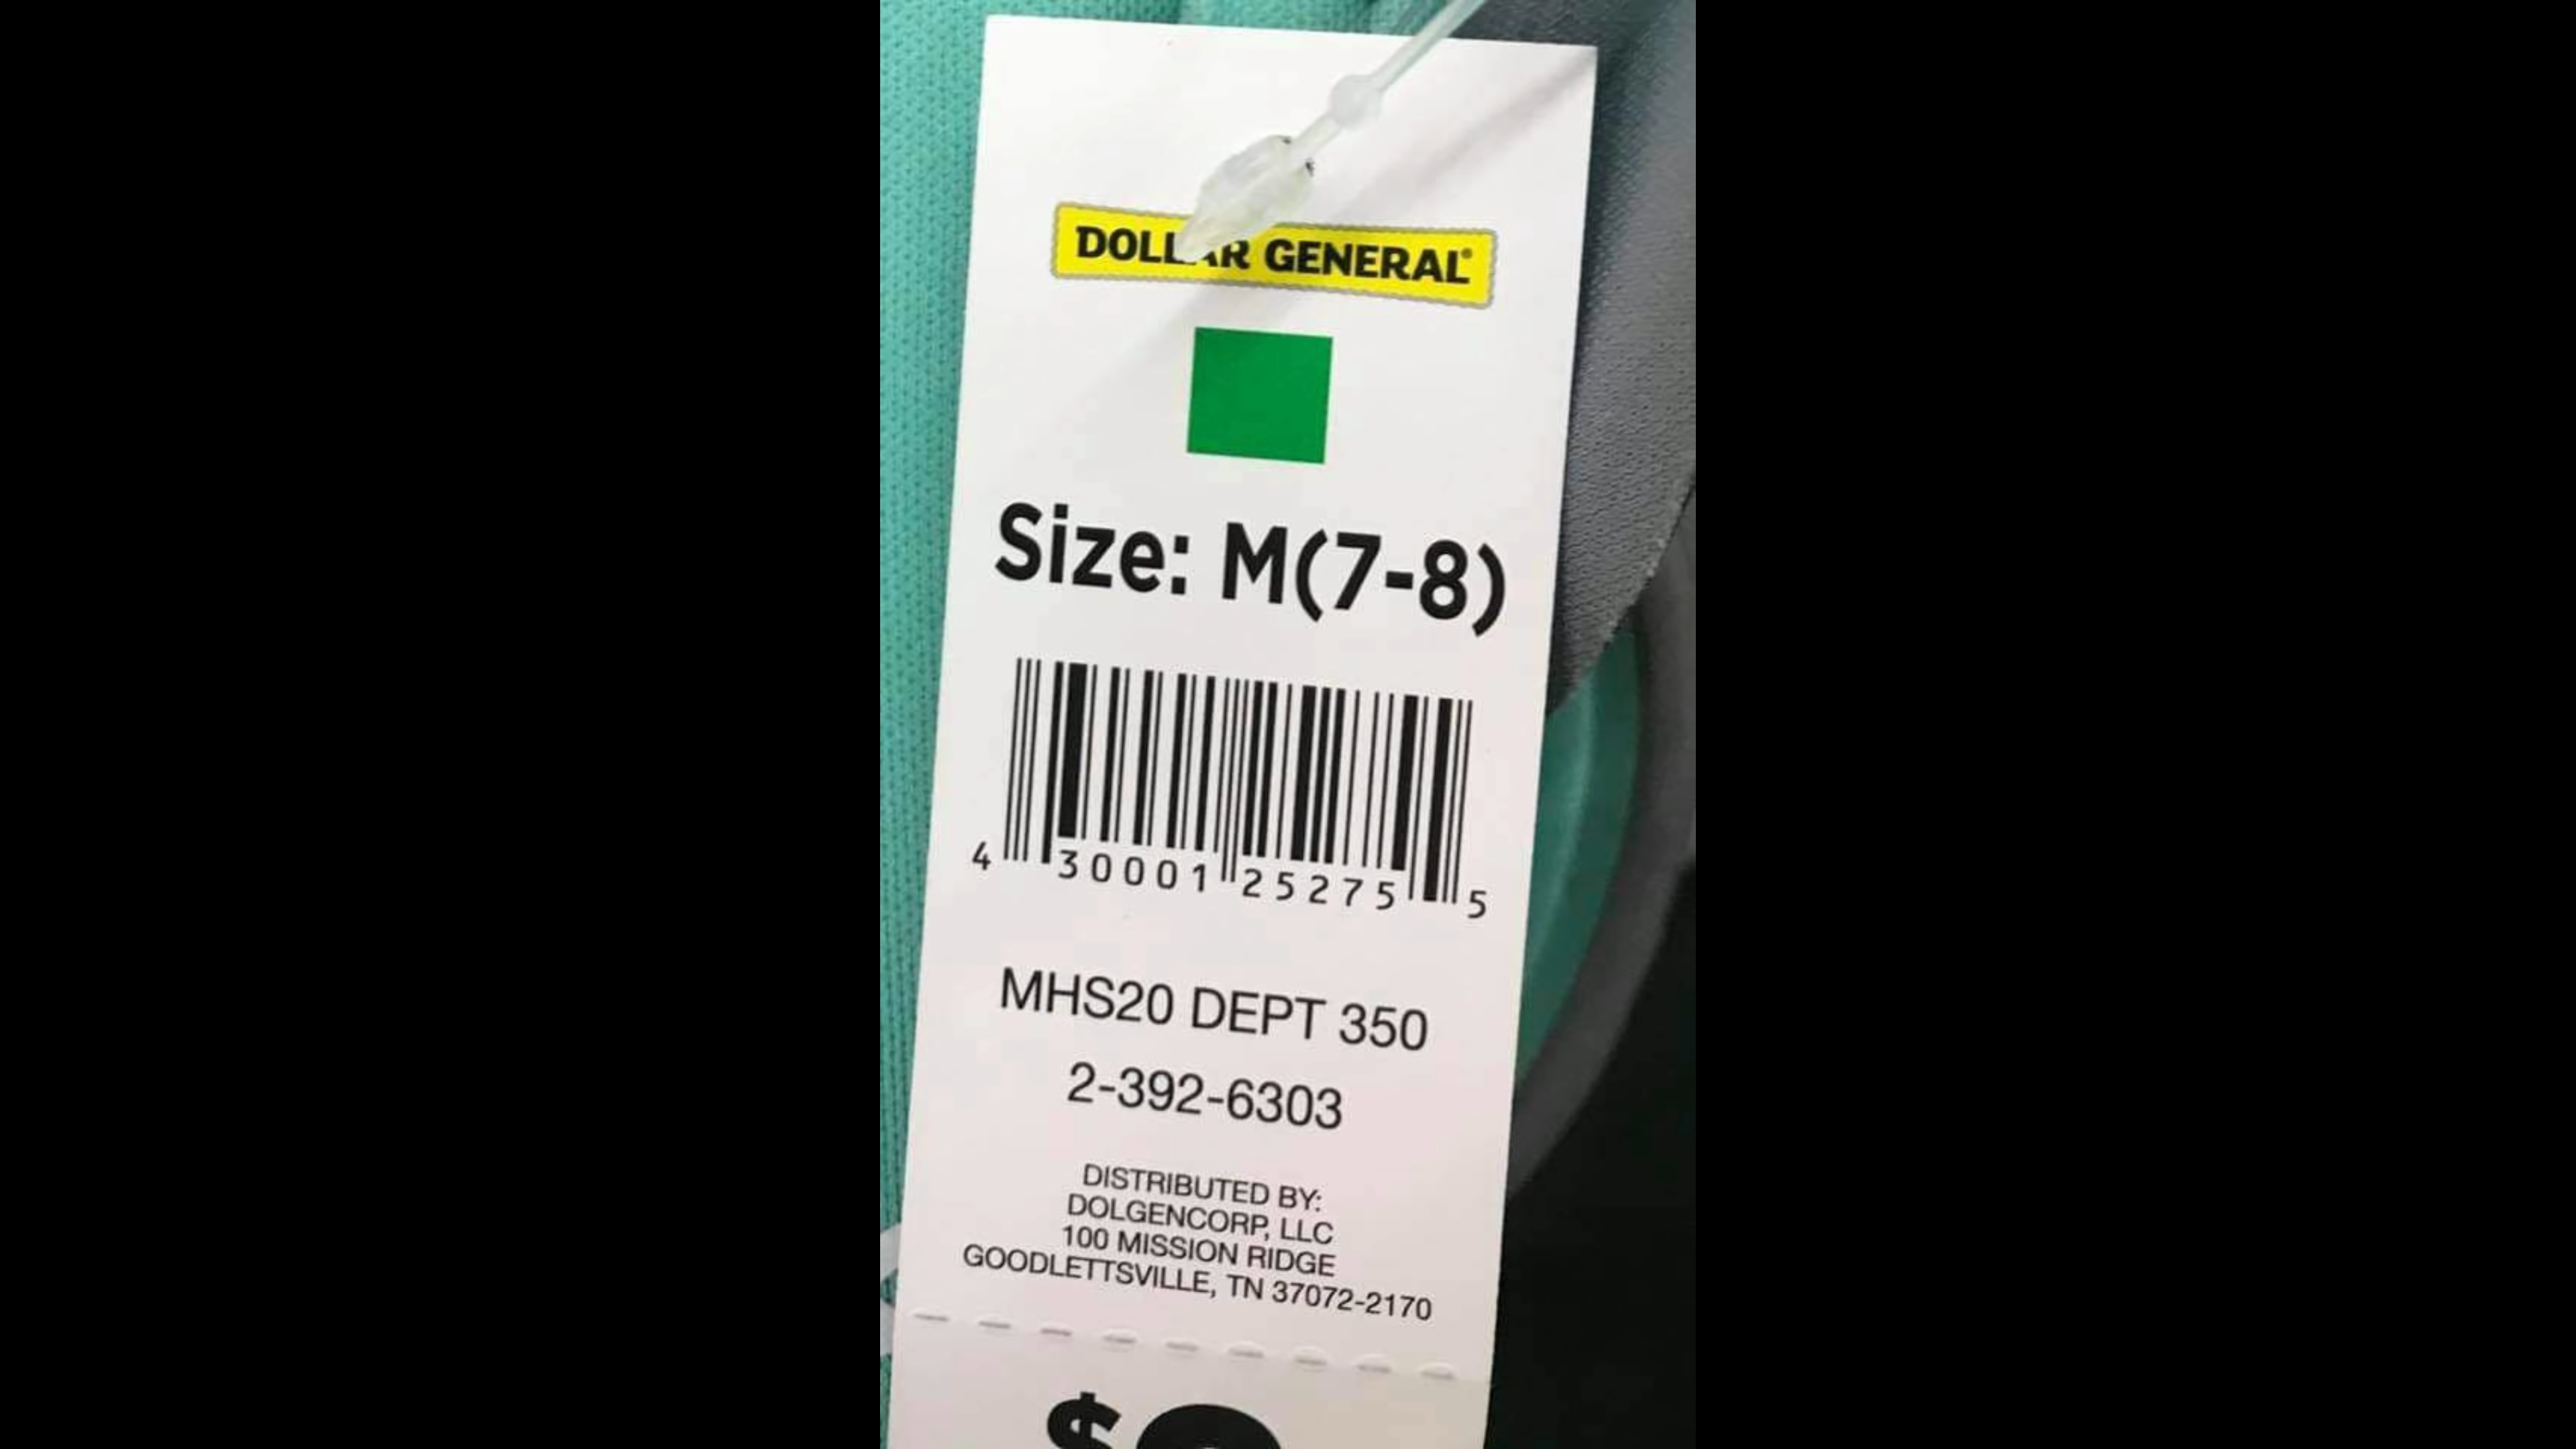 DOLLAR GENERAL®
Size: M(7-8)
4 30001 25275 5
MHS20 DEPT 350
2-392-6303
DISTRIBUTED BY:
DOLGENCORP, LLC
100 MISSION RIDGE
GOODLETTSVILLE, TN 37072-2170
$